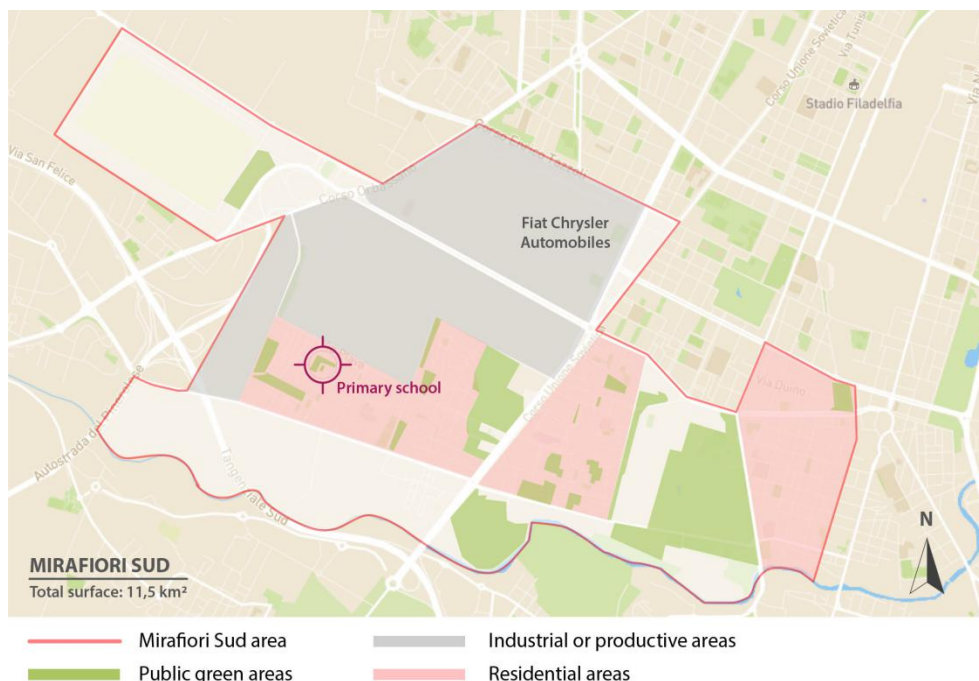 Corso Unione Sovietica
Via Tunisi
Stadio Filadelfia
Corso Enrico Tazzoli
Via San Felice
Corso Orbassano
Fiat Chrysler
Automobiles
Primary school
Corso Unione Sovietica
Via Duino
Autostrada del Pinerolese
Tangenziale Sud
N
MIRAFIORI SUD
Total surface: 11,5 km²
Mirafiori Sud area
Industrial or productive areas
Public green areas
Residential areas